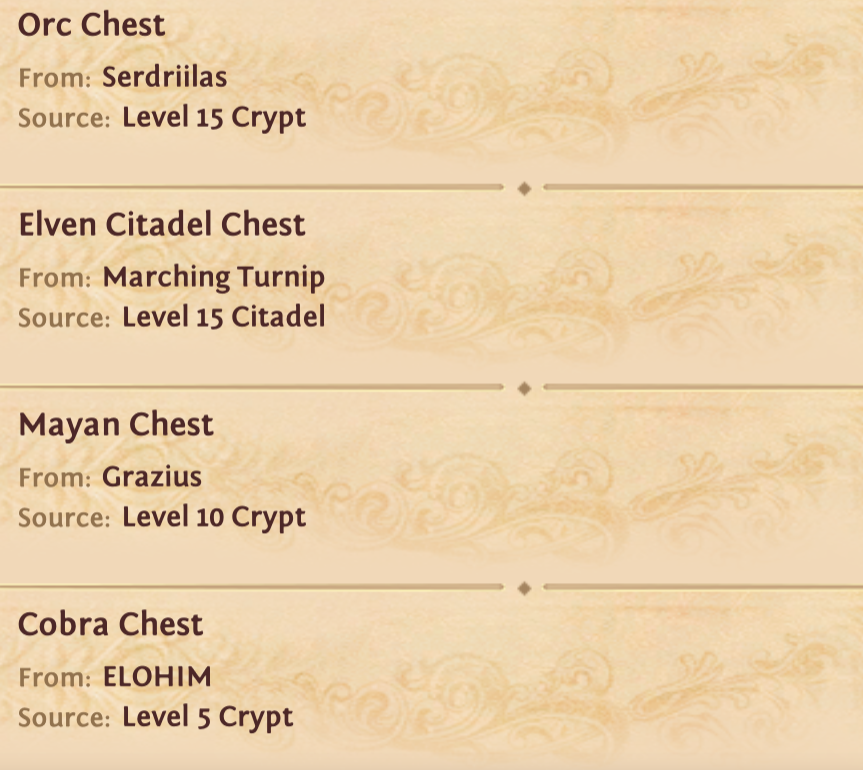 Orc Chest
From: Serdriilas
Source: Level 15 Crypt
Elven Citadel Chest
From: Marching Turnip
Source: Level 15 Citadel
Mayan Chest
From: Grazius
Source: Level 10 Crypt
Cobra Chest
From: ELOHIM
Source: Level 5 Crypt